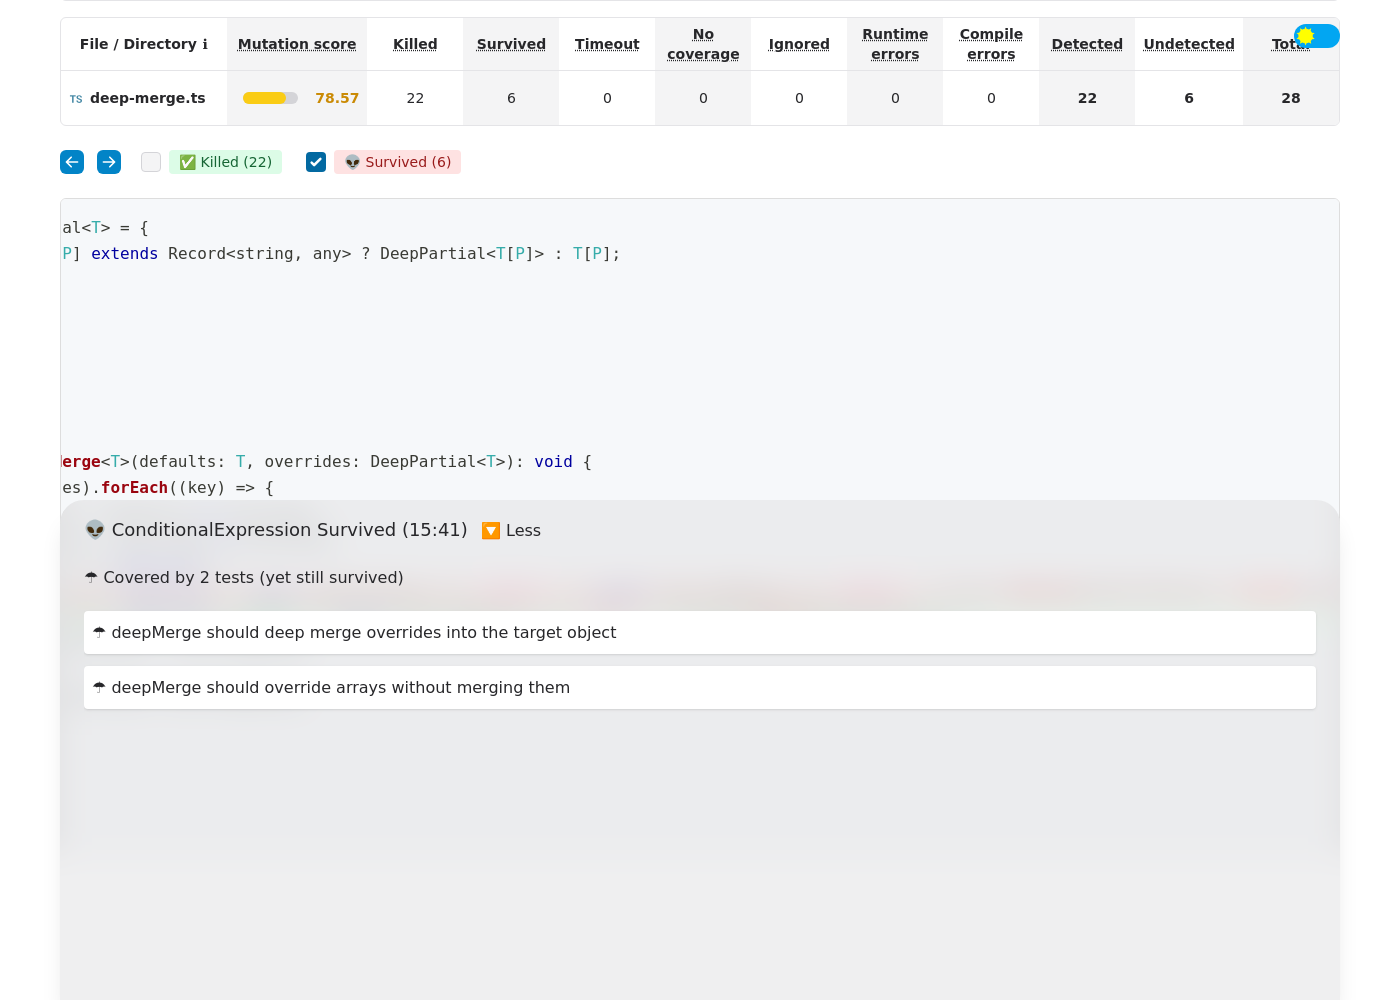 File / Directory ℹ Mutation score Killed Survived Timeout No coverage Ignored Runtime errors Compile errors Detected Undetected
TS deep-merge.ts 78.57 22 6 0 0 0 0 0 22 6 28
✅ Killed (22) 👽 Survived (6)
al<T> = {
P] extends Record<string, any> ? DeepPartial<T[P]> : T[P];
erge<T>(defaults: T, overrides: DeepPartial<T>): void {
es).forEach((key) => {
👽 ConditionalExpression Survived (15:41) 🔽 Less
☂ Covered by 2 tests (yet still survived)
☂ deepMerge should deep merge overrides into the target object
☂ deepMerge should override arrays without merging them